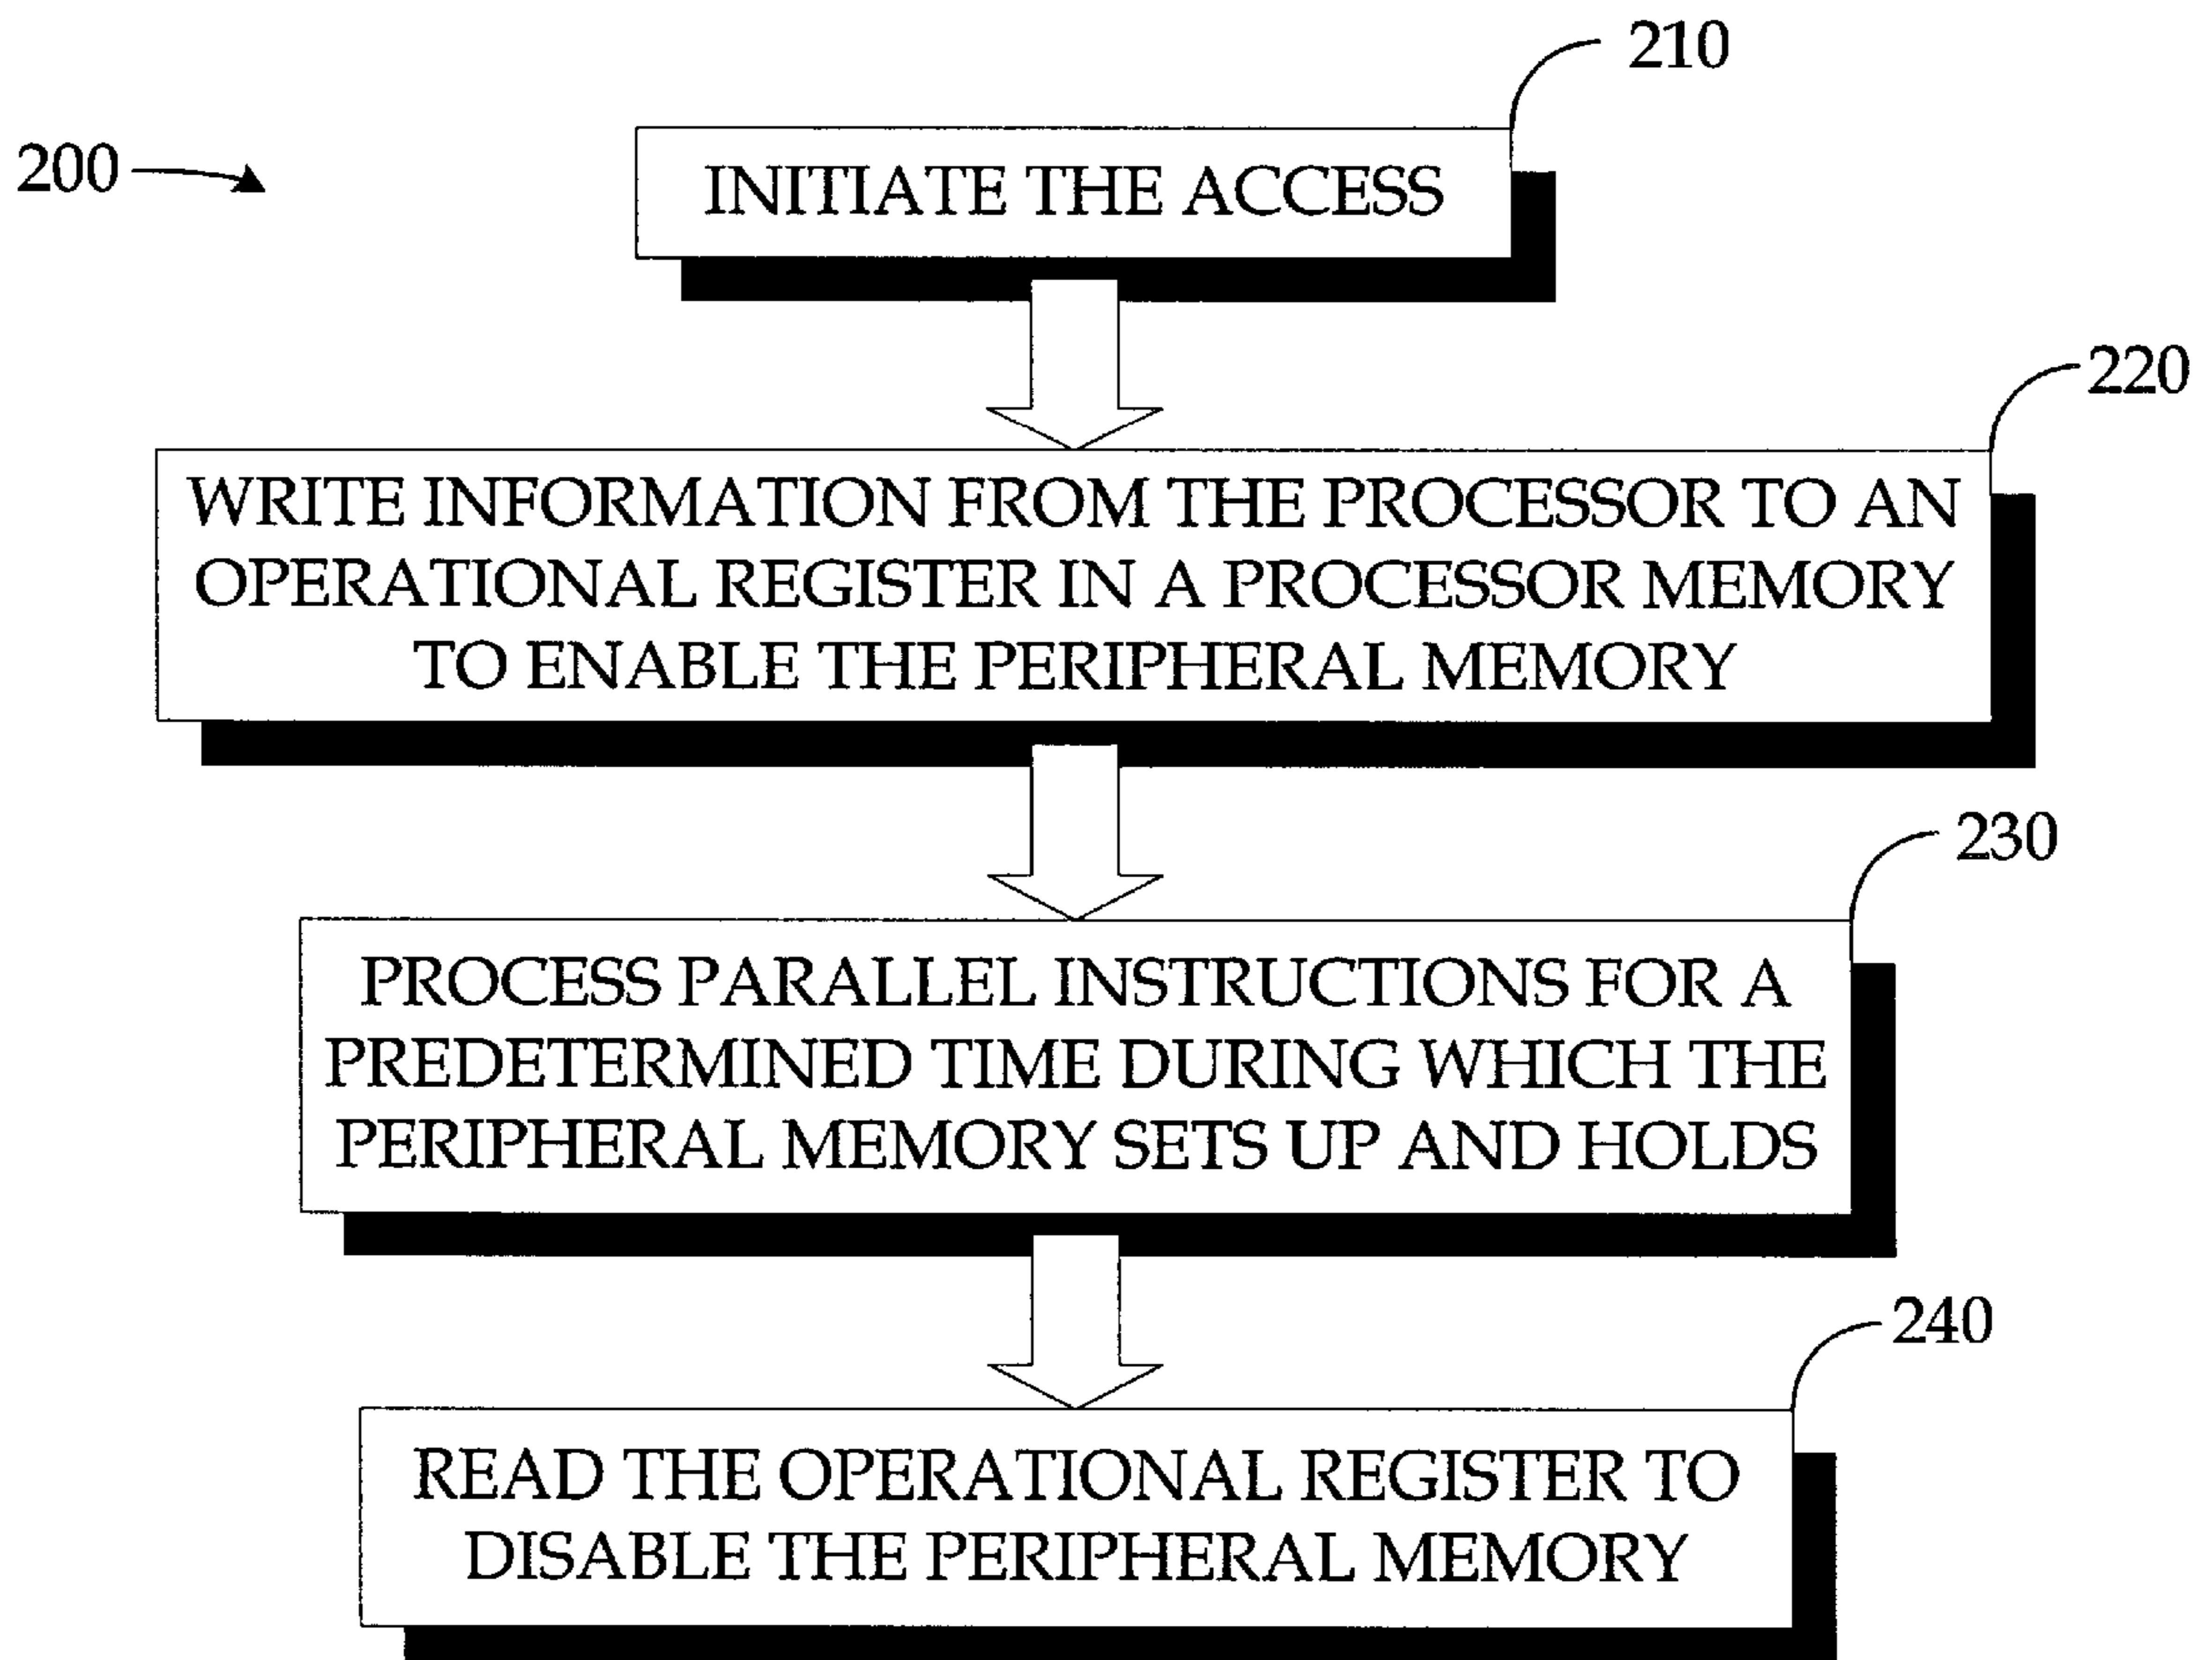 210
200
INITIATE THE ACCESS
220
WRITE INFORMATION FROM THE PROCESSOR TO AN
OPERATIONAL REGISTER IN A PROCESSOR MEMORY
TO ENABLE THE PERIPHERAL MEMORY
230
PROCESS PARALLEL INSTRUCTIONS FOR A
PREDETERMINED TIME DURING WHICH THE
PERIPHERAL MEMORY SETS UP AND HOLDS
240
READ THE OPERATIONAL REGISTER TO
DISABLE THE PERIPHERAL MEMORY